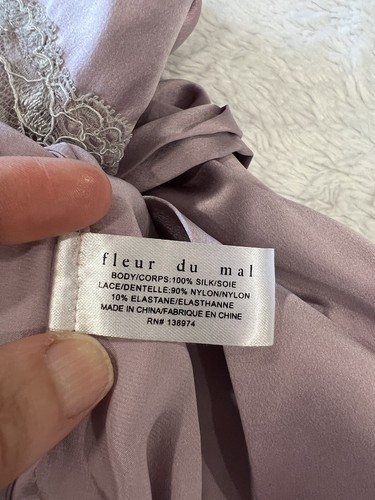 fleur du mal
BODY/CORPS:100% SILK/SOIE
LACE/DENTELLE:90% NYLON/NYLON
10% ELASTANE/ELASTHANNE
MADE IN CHINA/FABRIQUE EN CHINE
RN# 138974